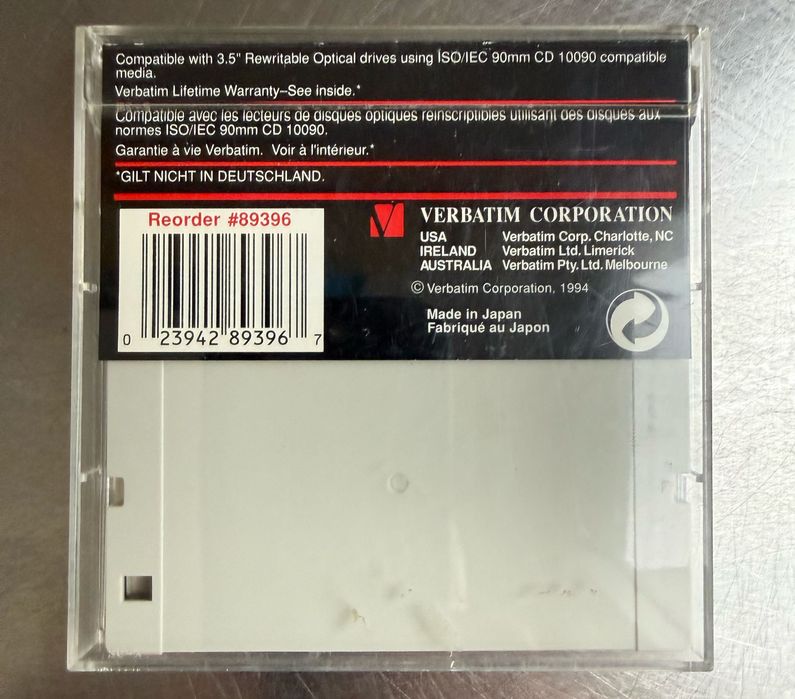 Compatible with 3.5" Rewritable Optical drives using ISO/IEC 90mm CD 10090 compatible
media.
Verbatim Lifetime Warranty–See inside.*
Compatible avec les lecteurs de disques optiques réinscriptibles utilisant des disques aux
normes ISO/IEC 90mm CD 10090.
Garantie à vie Verbatim. Voir à l'intérieur.*
*GILT NICHT IN DEUTSCHLAND.
Reorder #89396
0 23942 89396 7
V VERBATIM CORPORATION
USA Verbatim Corp. Charlotte, NC
IRELAND Verbatim Ltd. Limerick
AUSTRALIA Verbatim Pty. Ltd. Melbourne
© Verbatim Corporation, 1994
Made in Japan
Fabriqué au Japon